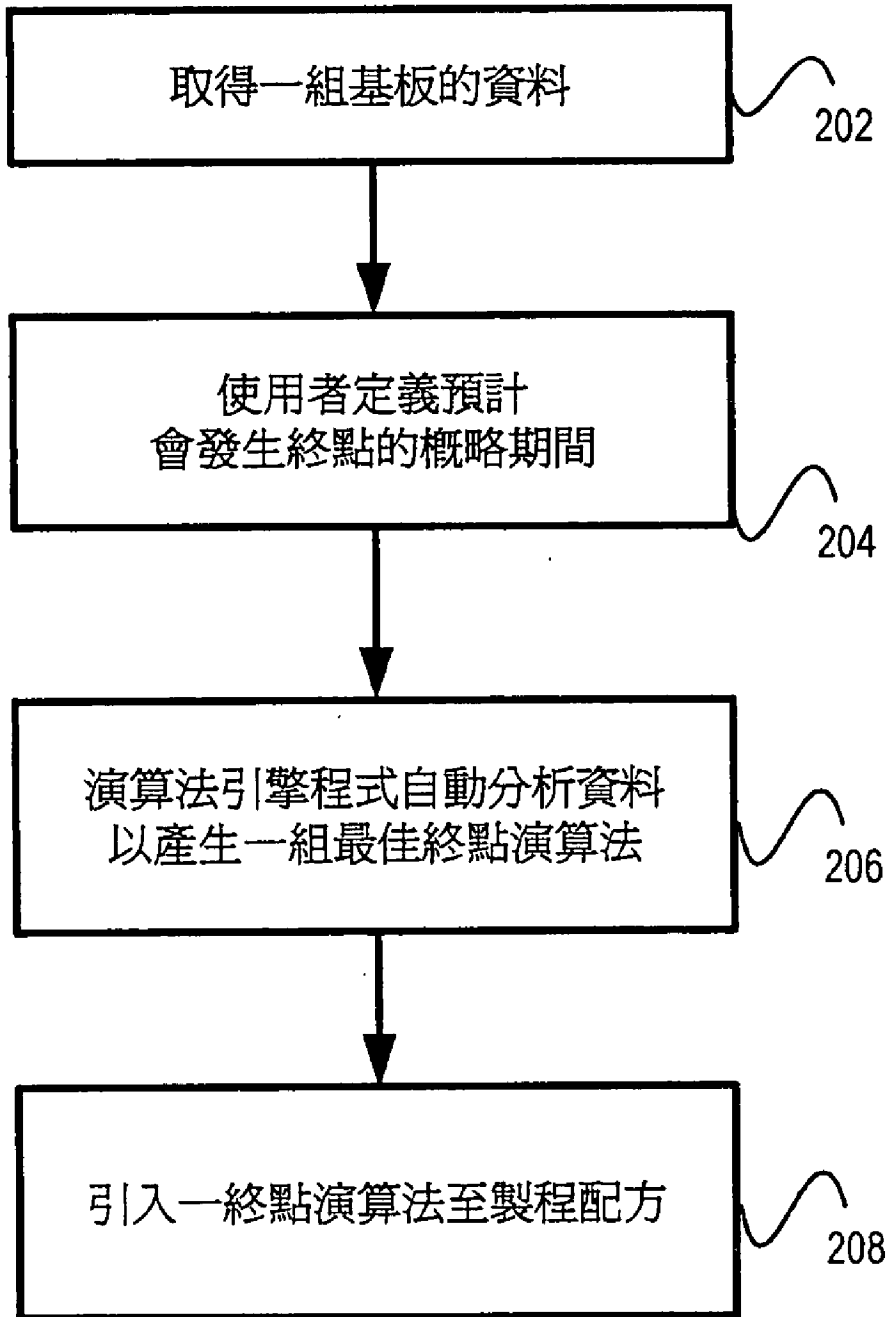 取得一組基板的資料
202
使用者定義預計
會發生終點的概略期間
204
演算法引擎程式自動分析資料
以產生一組最佳終點演算法
206
引入一終點演算法至製程配方
208